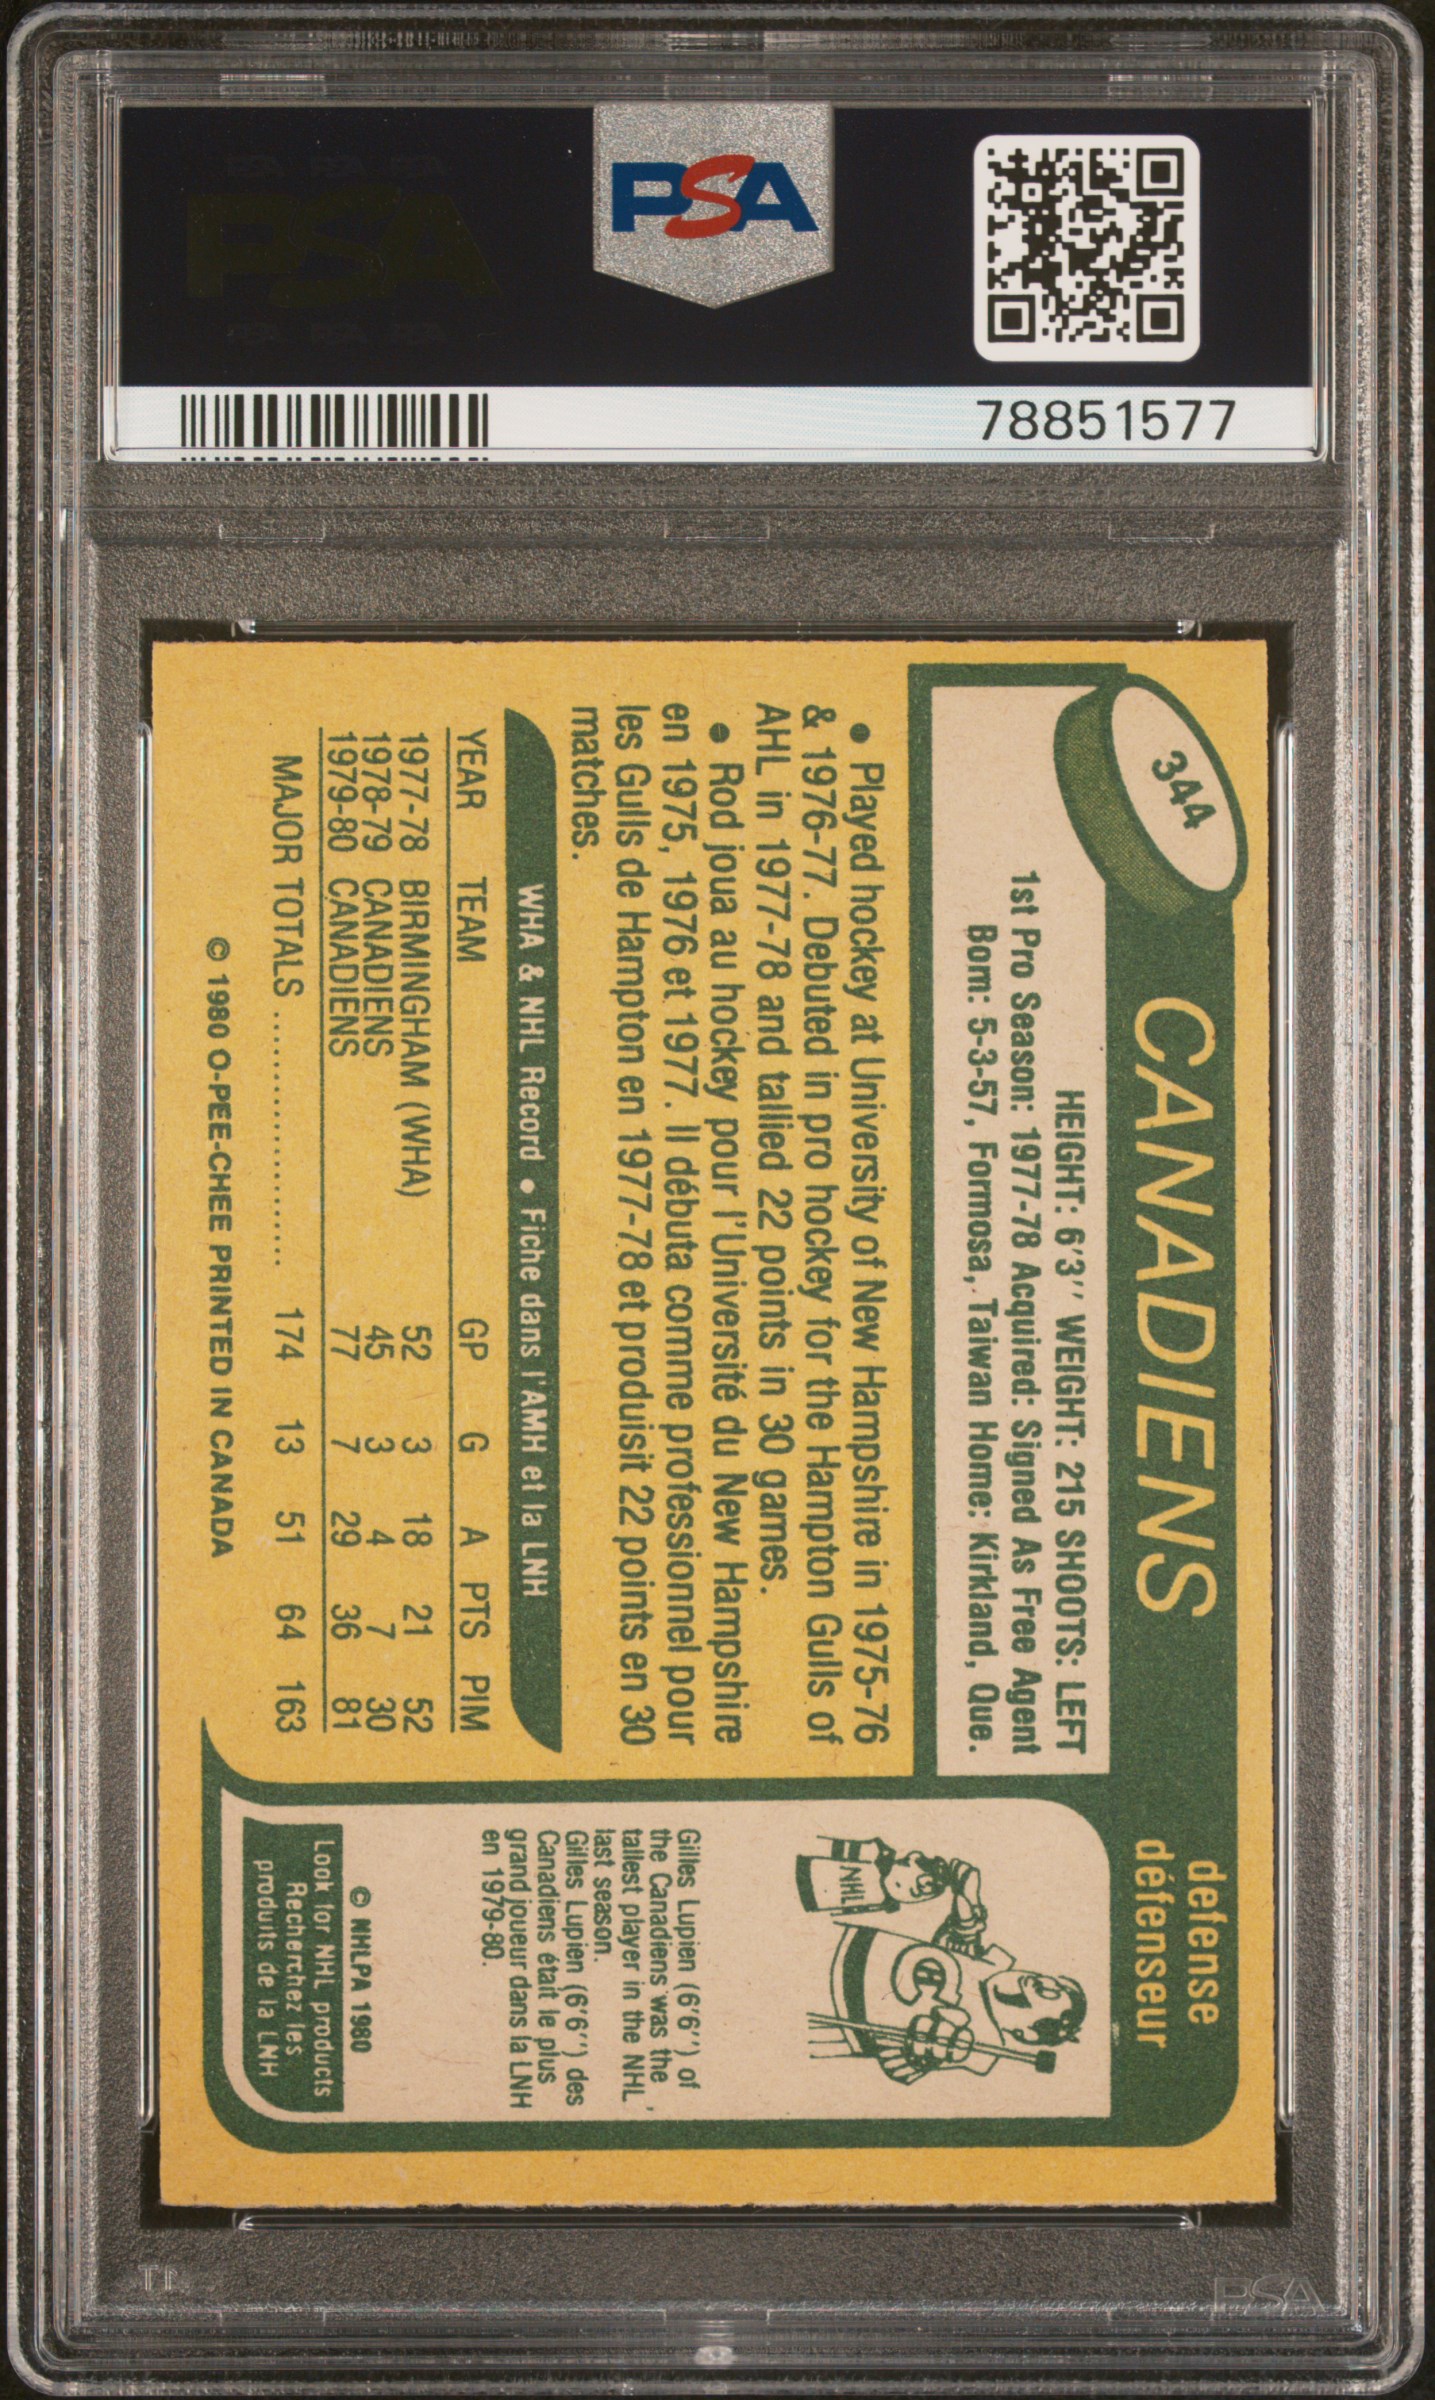 PSA
78851577
344
CANADIENS
defense
défenseur
HEIGHT: 6'3'' WEIGHT: 215 SHOOTS: LEFT
1st Pro Season: 1977-78 Acquired: Signed As Free Agent
Born: 5-3-57, Formosa, Taiwan Home: Kirkland, Que.
• Played hockey at University of New Hampshire in 1975-76
& 1976-77. Debuted in pro hockey for the Hampton Gulls of
AHL in 1977-78 and tallied 22 points in 30 games.
• Rod joua au hockey pour l'Université du New Hampshire
en 1975, 1976 et 1977. Il débuta comme professionnel pour
les Gulls de Hampton en 1977-78 et produisit 22 points en 30
matches.
WHA & NHL Record • Fiche dans l'AMH et la LNH
YEAR TEAM GP G A PTS PIM
1977-78 BIRMINGHAM (WHA) 52 3 18 21 52
1978-79 CANADIENS 45 3 4 7 30
1979-80 CANADIENS 77 7 29 36 81
MAJOR TOTALS .................. 174 13 51 64 163
© 1980 O-PEE-CHEE PRINTED IN CANADA
NHL
C
Gilles Lupien (6'6'') of
the Canadiens was the
tallest player in the NHL
last season.
Gilles Lupien (6'6'') des
Canadiens était le plus
grand joueur dans la LNH
en 1979-80.
© NHLPA 1980
Look for NHL products
Recherchez les
produits de la LNH
PSA